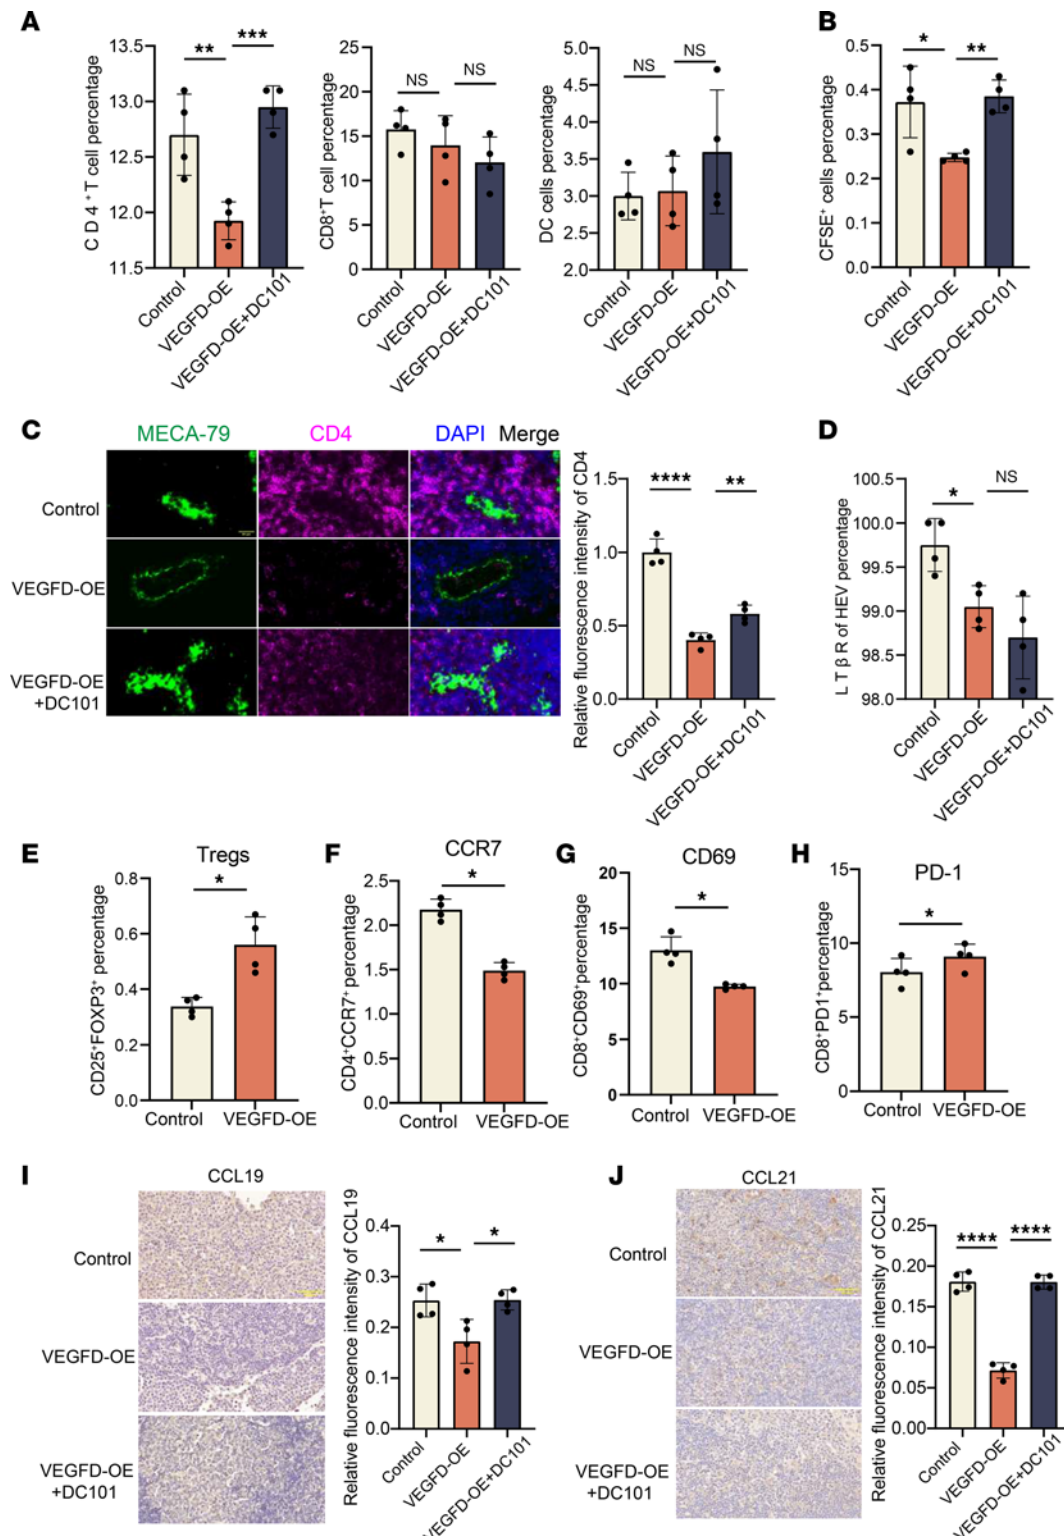 A
CD4⁺T cell percentage
13.5
13.0
12.5
12.0
11.5
**
***
Control
VEGFD-OE
VEGFD-OE+DC101
CD8⁺T cell percentage
25
20
15
10
5
0
NS
NS
Control
VEGFD-OE
VEGFD-OE+DC101
DC cells percentage
5.0
4.5
4.0
3.5
3.0
2.5
2.0
NS
NS
Control
VEGFD-OE
VEGFD-OE+DC101
B
CFSE⁺ cells percentage
0.5
0.4
0.3
0.2
0.1
0.0
*
**
Control
VEGFD-OE
VEGFD-OE+DC101
C
MECA-79
CD4
DAPI
Merge
Control
VEGFD-OE
VEGFD-OE
+DC101
Relative fluorescence intensity of CD4
1.5
1.0
0.5
0.0
****
**
Control
VEGFD-OE
VEGFD-OE+DC101
D
LTβR of HEV percentage
100.5
100.0
99.5
99.0
98.5
98.0
*
NS
Control
VEGFD-OE
VEGFD-OE+DC101
E
Tregs
CD25⁺FOXP3⁺ percentage
0.8
0.6
0.4
0.2
0.0
*
Control
VEGFD-OE
F
CCR7
CD4⁺CCR7⁺ percentage
2.5
2.0
1.5
1.0
0.5
0.0
*
Control
VEGFD-OE
G
CD69
CD8⁺CD69⁺percentage
20
15
10
5
0
*
Control
VEGFD-OE
H
PD-1
CD8⁺PD1⁺percentage
15
10
5
0
*
Control
VEGFD-OE
I
CCL19
Control
VEGFD-OE
VEGFD-OE
+DC101
Relative fluorescence intensity of CCL19
0.4
0.3
0.2
0.1
0.0
*
*
Control
VEGFD-OE
VEGFD-OE+DC101
J
CCL21
Control
VEGFD-OE
VEGFD-OE
+DC101
Relative fluorescence intensity of CCL21
0.25
0.20
0.15
0.10
0.05
0.00
****
****
Control
VEGFD-OE
VEGFD-OE+DC101